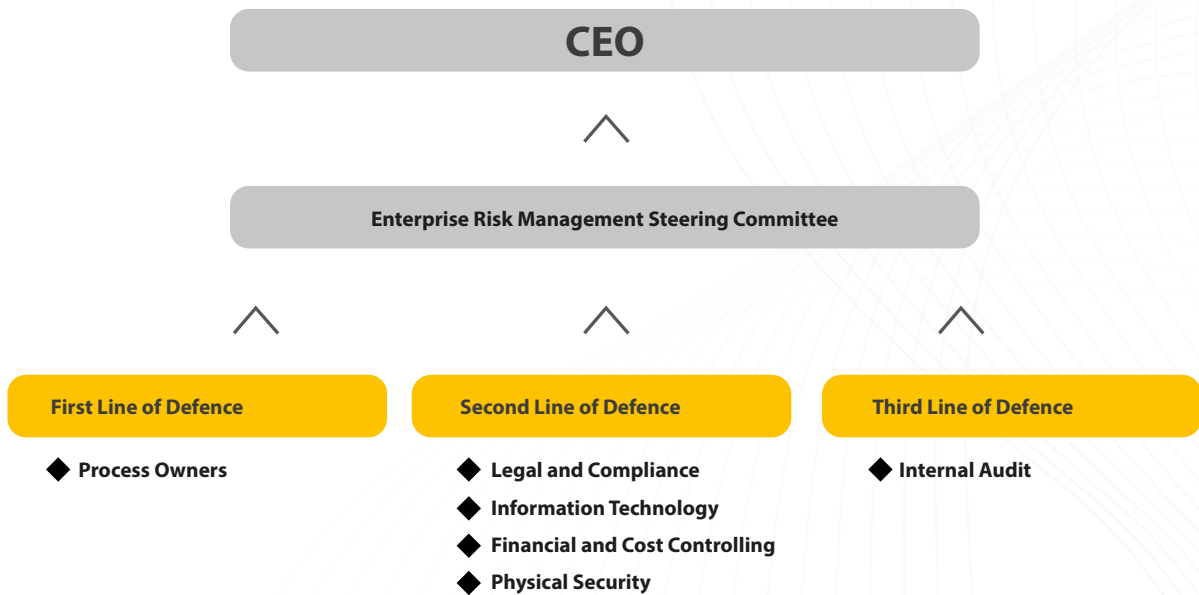 CEO
Enterprise Risk Management Steering Committee
First Line of Defence
Process Owners
Second Line of Defence
Legal and Compliance
Information Technology
Financial and Cost Controlling
Physical Security
Third Line of Defence
Internal Audit